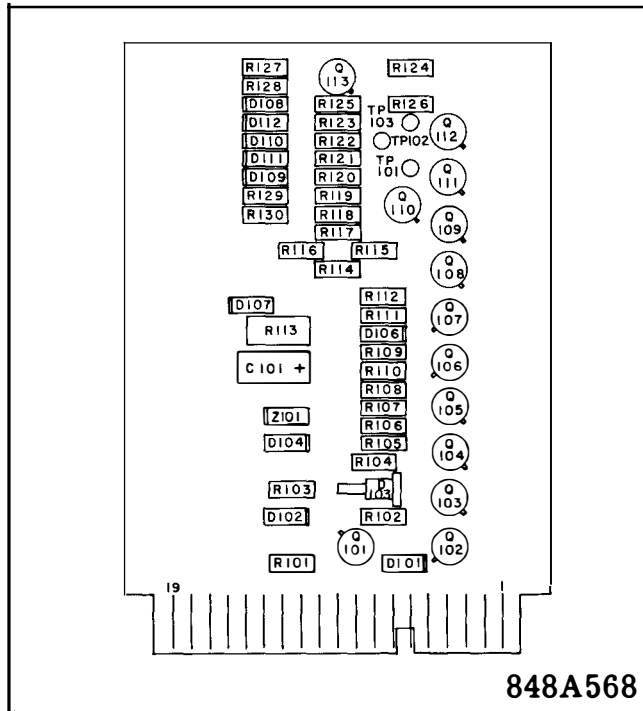 R127 Q 113 R124
R128
D108 R125 R126
D112 R123 TP 103 Q 112
D110 R122 TP102
D111 R121 TP 101 Q 111
D109 R120
R129 R119 Q 110
R130 R118 Q 109
R117
R116 R115
R114 Q 108
R112
D107 R111 Q 107
R113 D106
R109
C101 + R110 Q 106
R108
R107 Q 105
Z101 R106
D104 R105 Q 104
R104
R103 D 103 Q 103
D102 R102
Q 101 Q 102
R101 D101
19 1
848A568